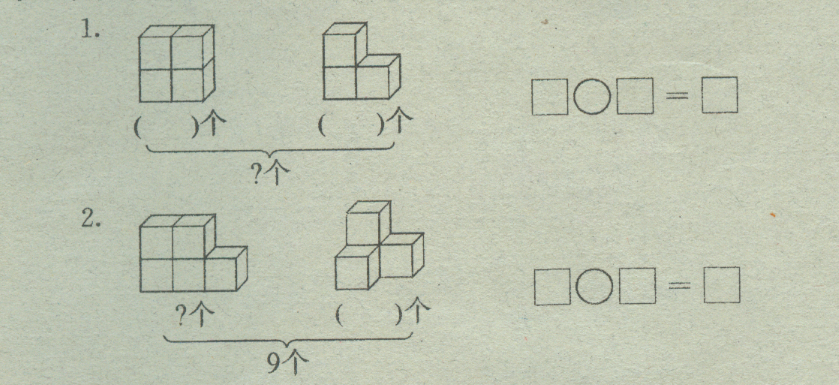 1.
(    )个 (    )个
?个
□○□=□
2.
?个 (    )个
9个
□○□=□